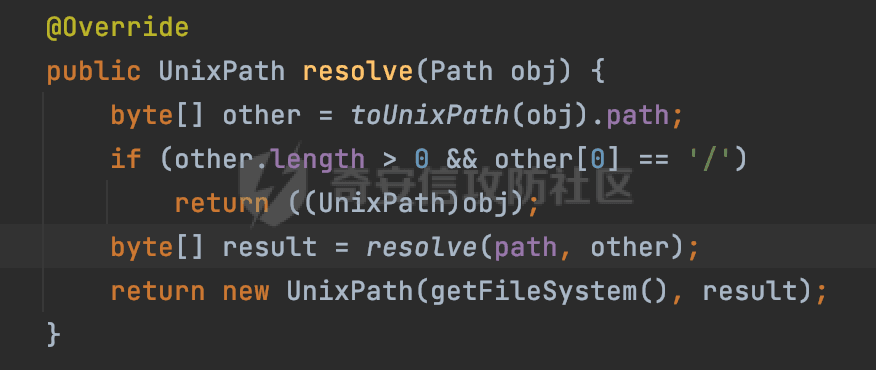 @Override
public UnixPath resolve(Path obj) {
    byte[] other = toUnixPath(obj).path;
    if (other.length > 0 && other[0] == '/')
        return ((UnixPath)obj);
    byte[] result = resolve(path, other);
    return new UnixPath(getFileSystem(), result);
}
奇安信攻防社区